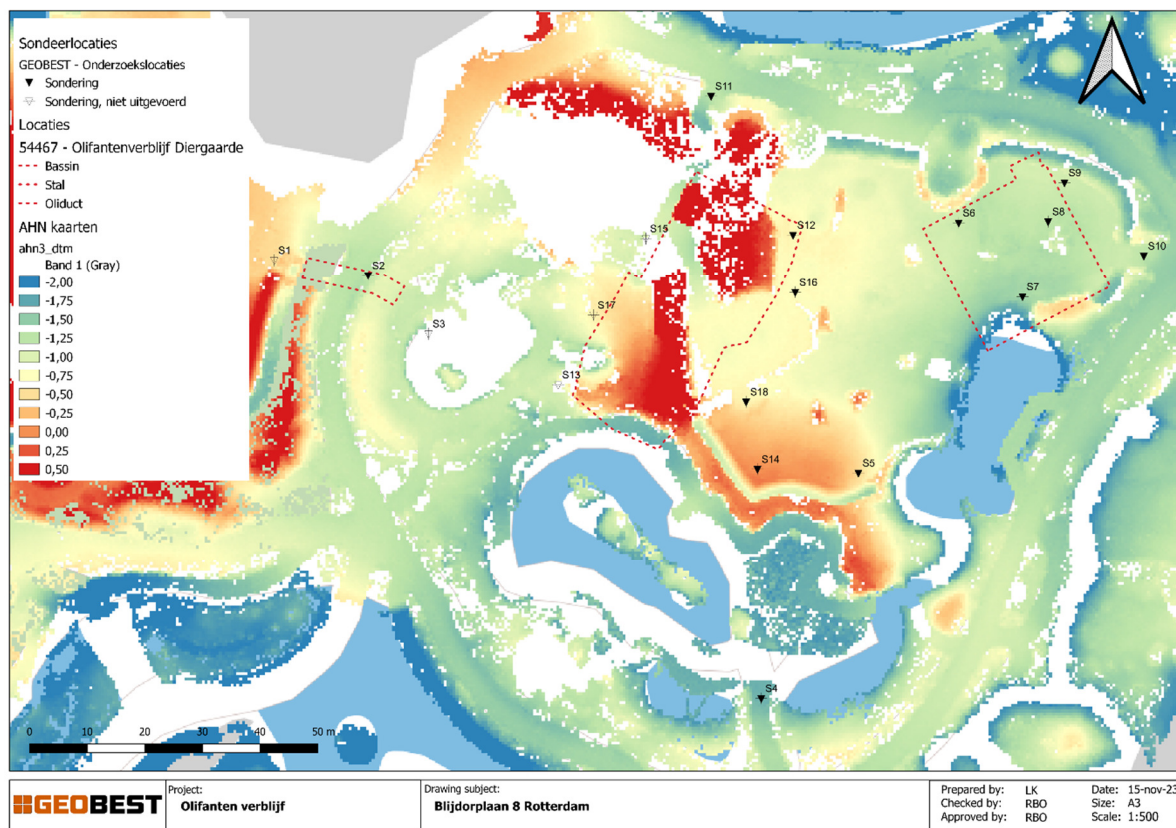 Sondeerlocaties
GEOBEST - Onderzoekslocaties
Sondering
Sondering, niet uitgevoerd
Locaties
54467 - Olifantenverblijf Diergaarde
Bassin
Stal
Oliduct
AHN kaarten
ahn3_dtm
Band 1 (Gray)
-2,00
-1,75
-1,50
-1,25
-1,00
-0,75
-0,50
-0,25
0,00
0,25
0,50
S11
S9
S6
S8
S12
S15
S10
S1
S2
S16
S7
S17
S3
S13
S18
S14
S5
S4
0 10 20 30 40 50 m
GEOBEST
Project:
Olifanten verblijf
Drawing subject:
Blijdorplaan 8 Rotterdam
Prepared by: LK Date: 15-nov-23
Checked by: RBO Size: A3
Approved by: RBO Scale: 1:500